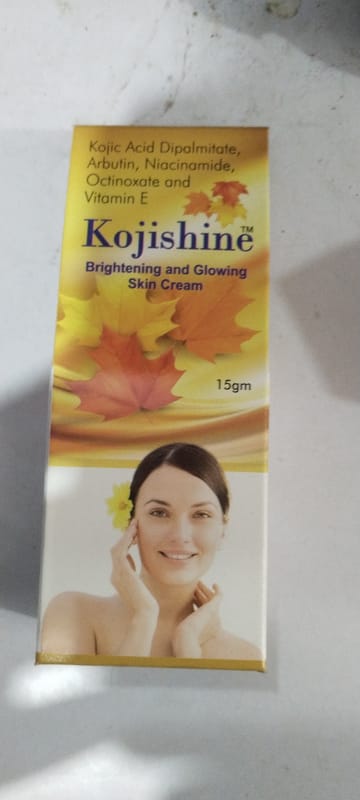 Kojic Acid Dipalmitate,
Arbutin, Niacinamide,
Octinoxate and
Vitamin E
Kojishine™
Brightening and Glowing
Skin Cream
15gm